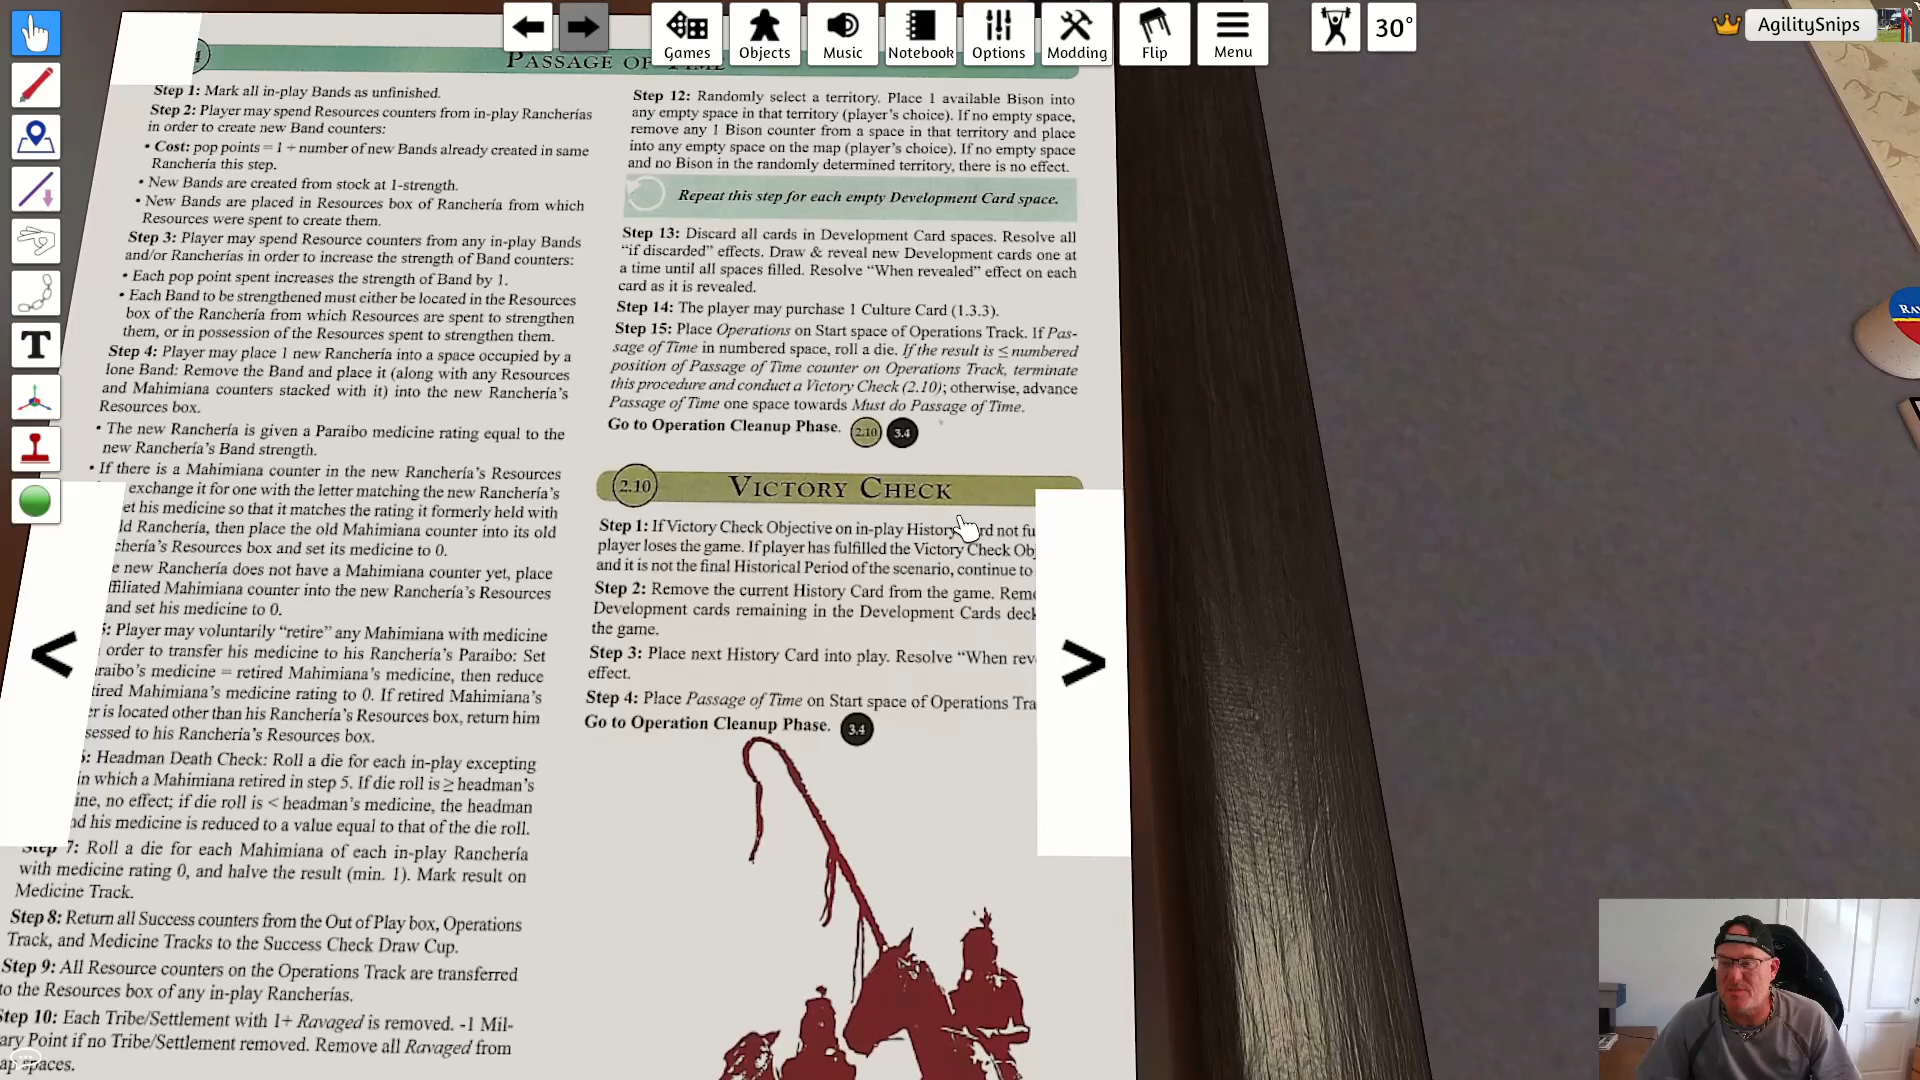 Games
Objects
Music
Notebook
Options
Modding
Flip
Menu
30°
AgilitySnips
PASSAGE OF TIME
Step 1: Mark all in-play Bands as unfinished.
Step 2: Player may spend Resources counters from in-play Rancherías
in order to create new Band counters:
• Cost: pop points = 1 + number of new Bands already created in same
Ranchería this step.
• New Bands are created from stock at 1-strength.
• New Bands are placed in Resources box of Ranchería from which
Resources were spent to create them.
Step 3: Player may spend Resource counters from any in-play Bands
and/or Rancherías in order to increase the strength of Band counters:
• Each pop point spent increases the strength of Band by 1.
• Each Band to be strengthened must either be located in the Resources
box of the Ranchería from which Resources are spent to strengthen
them, or in possession of the Resources spent to strengthen them.
Step 4: Player may place 1 new Ranchería into a space occupied by a
lone Band: Remove the Band and place it (along with any Resources
and Mahimiana counters stacked with it) into the new Ranchería's
Resources box.
• The new Ranchería is given a Paraibo medicine rating equal to the
new Ranchería's Band strength.
• If there is a Mahimiana counter in the new Ranchería's Resources
exchange it for one with the letter matching the new Ranchería's
et his medicine so that it matches the rating it formerly held with
ld Ranchería, then place the old Mahimiana counter into its old
chería's Resources box and set its medicine to 0.
e new Ranchería does not have a Mahimiana counter yet, place
ffiliated Mahimiana counter into the new Ranchería's Resources
and set his medicine to 0.
5: Player may voluntarily "retire" any Mahimiana with medicine
order to transfer his medicine to his Ranchería's Paraibo: Set
araibo's medicine = retired Mahimiana's medicine, then reduce
tired Mahimiana's medicine rating to 0. If retired Mahimiana's
er is located other than his Ranchería's Resources box, return him
sessed to his Ranchería's Resources box.
6: Headman Death Check: Roll a die for each in-play excepting
in which a Mahimiana retired in step 5. If die roll is ≥ headman's
ine, no effect; if die roll is < headman's medicine, the headman
nd his medicine is reduced to a value equal to that of the die roll.
Step 7: Roll a die for each Mahimiana of each in-play Ranchería
with medicine rating 0, and halve the result (min. 1). Mark result on
Medicine Track.
Step 8: Return all Success counters from the Out of Play box, Operations
Track, and Medicine Tracks to the Success Check Draw Cup.
Step 9: All Resource counters on the Operations Track are transferred
to the Resources box of any in-play Rancherías.
Step 10: Each Tribe/Settlement with 1+ Ravaged is removed. -1 Mil-
ary Point if no Tribe/Settlement removed. Remove all Ravaged from
ap spaces.
Step 12: Randomly select a territory. Place 1 available Bison into
any empty space in that territory (player's choice). If no empty space,
remove any 1 Bison counter from a space in that territory and place
into any empty space on the map (player's choice). If no empty space
and no Bison in the randomly determined territory, there is no effect.
Repeat this step for each empty Development Card space.
Step 13: Discard all cards in Development Card spaces. Resolve all
"if discarded" effects. Draw & reveal new Development cards one at
a time until all spaces filled. Resolve "When revealed" effect on each
card as it is revealed.
Step 14: The player may purchase 1 Culture Card (1.3.3).
Step 15: Place Operations on Start space of Operations Track. If Pas-
sage of Time in numbered space, roll a die. If the result is ≤ numbered
position of Passage of Time counter on Operations Track, terminate
this procedure and conduct a Victory Check (2.10); otherwise, advance
Passage of Time one space towards Must do Passage of Time.
Go to Operation Cleanup Phase. 2.10 3.4
2.10 VICTORY CHECK
Step 1: If Victory Check Objective on in-play History rd not fu
player loses the game. If player has fulfilled the Victory Check Ob
and it is not the final Historical Period of the scenario, continue to
Step 2: Remove the current History Card from the game. Rem
Development cards remaining in the Development Cards deck
the game.
Step 3: Place next History Card into play. Resolve "When rev
effect.
Step 4: Place Passage of Time on Start space of Operations Tra
Go to Operation Cleanup Phase. 3.4
< >
T